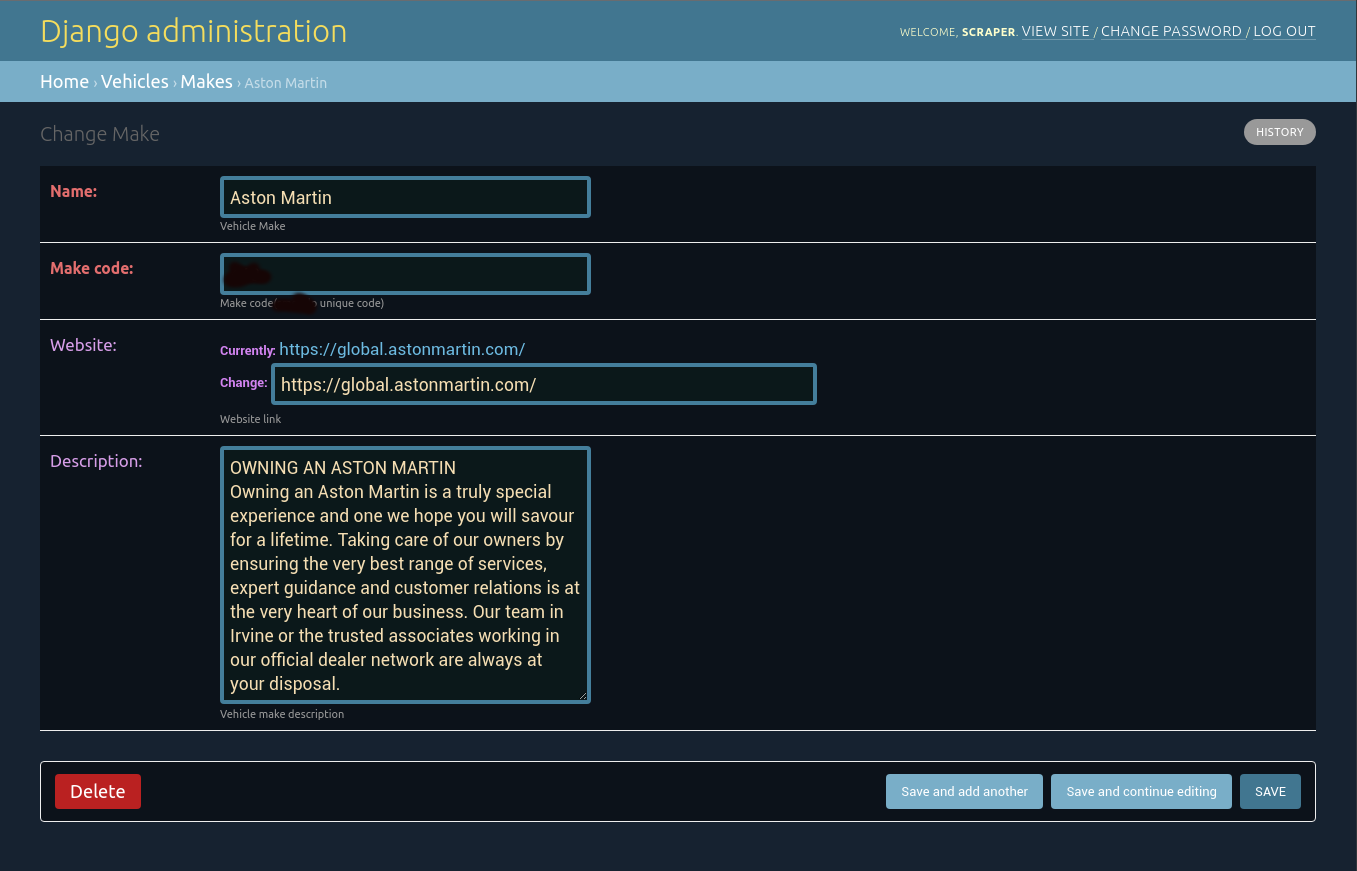 Django administration
WELCOME, SCRAPER. VIEW SITE / CHANGE PASSWORD / LOG OUT
Home › Vehicles › Makes › Aston Martin
Change Make
HISTORY
Name:
Aston Martin
Vehicle Make
Make code:
Make code( unique code)
Website:
Currently: https://global.astonmartin.com/
Change: https://global.astonmartin.com/
Website link
Description:
OWNING AN ASTON MARTIN
Owning an Aston Martin is a truly special
experience and one we hope you will savour
for a lifetime. Taking care of our owners by
ensuring the very best range of services,
expert guidance and customer relations is at
the very heart of our business. Our team in
Irvine or the trusted associates working in
our official dealer network are always at
your disposal.
Vehicle make description
Delete
Save and add another
Save and continue editing
SAVE